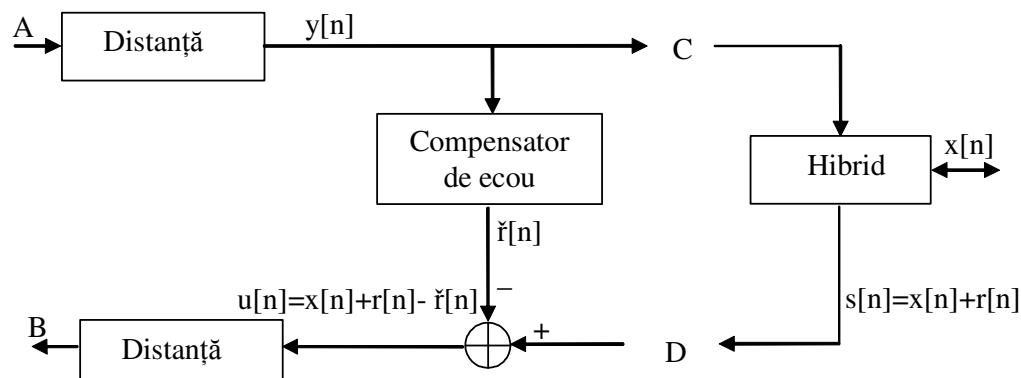 A
Distanță
y[n]
C
Compensator
de ecou
Hibrid
x[n]
ř[n]
–
u[n]=x[n]+r[n]- ř[n]
s[n]=x[n]+r[n]
B
Distanță
+
D